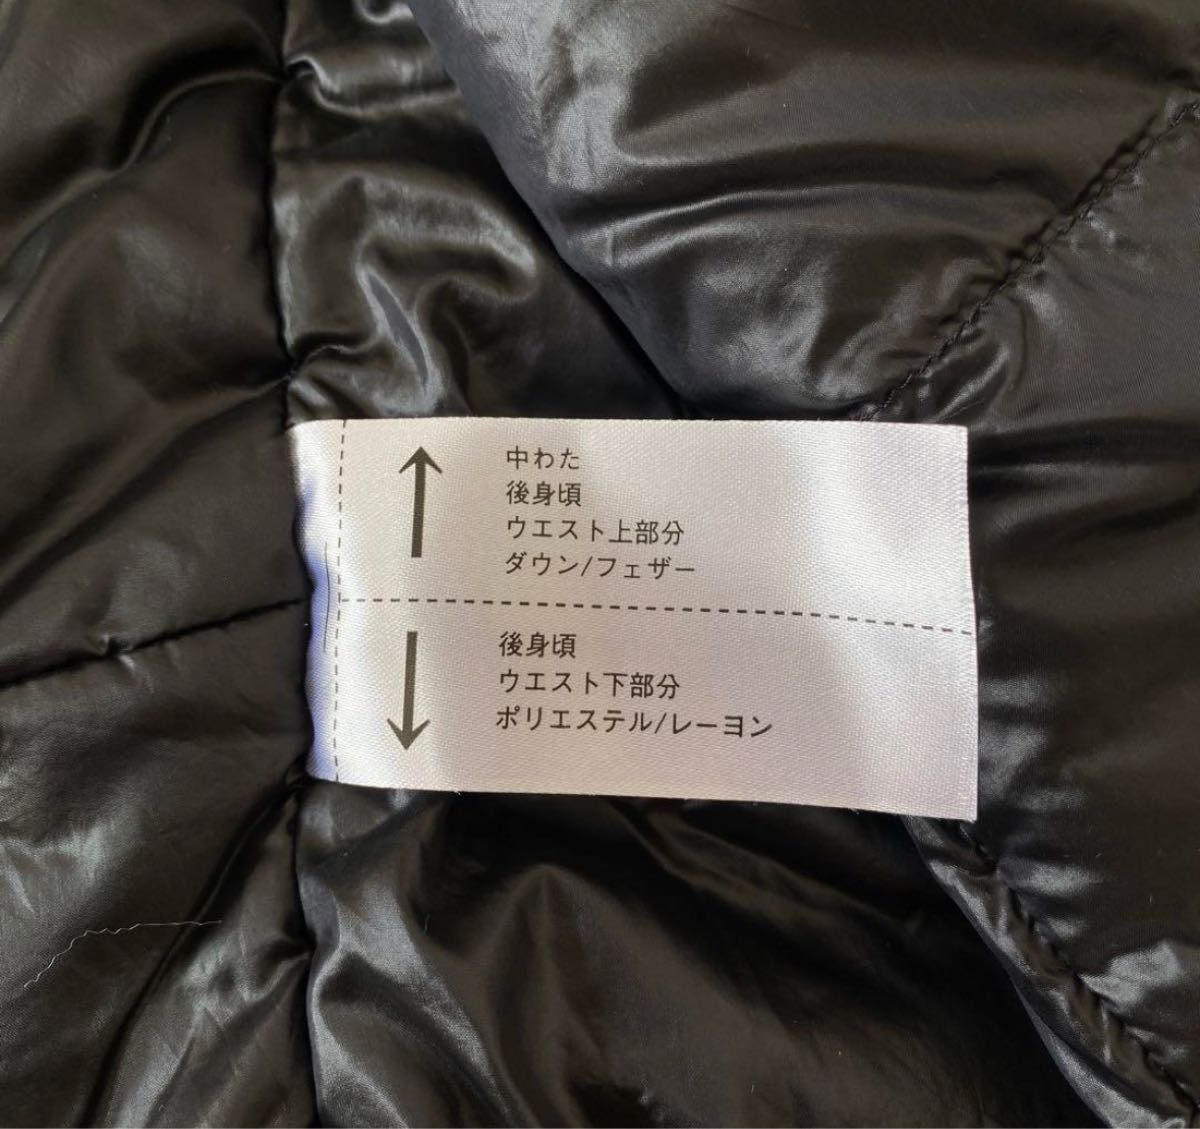 中わた
後身頃
ウエスト上部分
ダウン/フェザー
後身頃
ウエスト下部分
ポリエステル/レーヨン